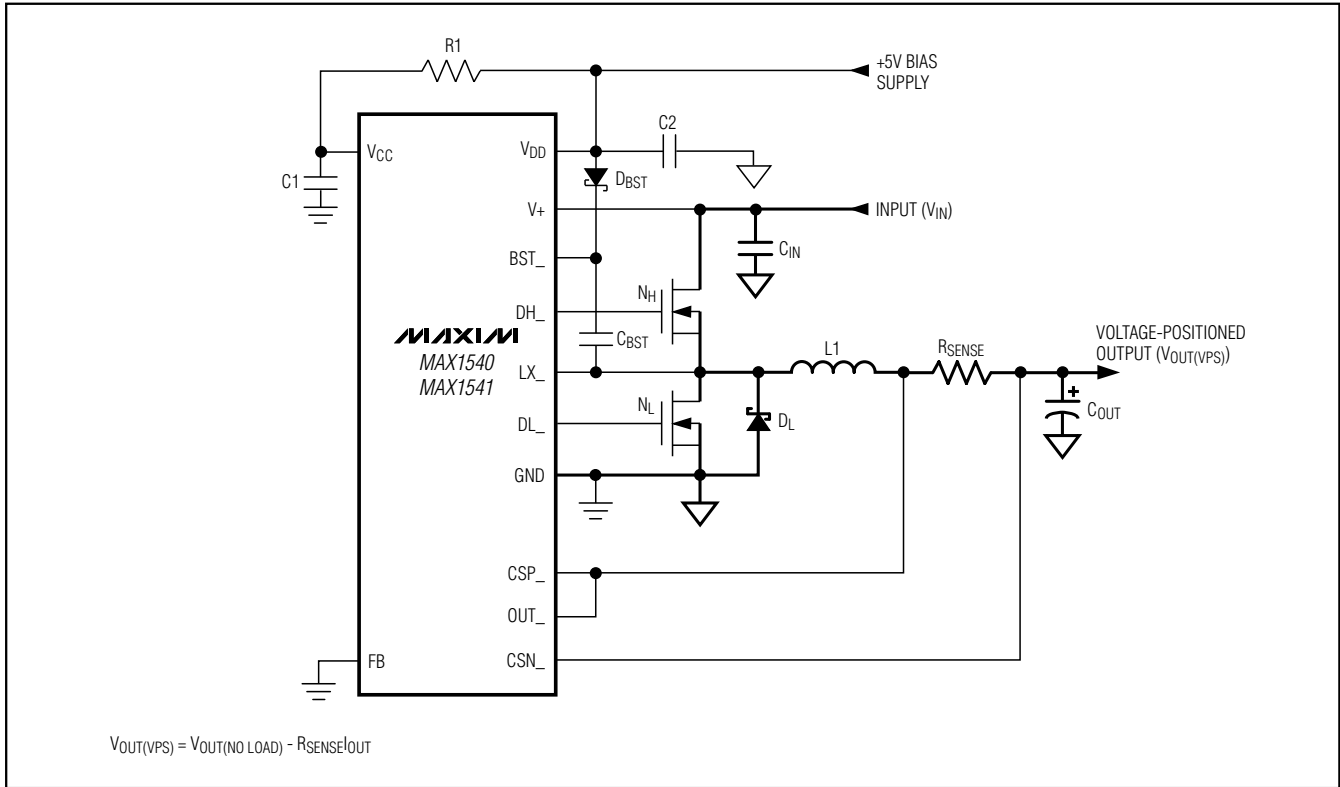 R1
+5V BIAS
SUPPLY
C2
VCC
VDD
C1
DBST
V+
INPUT (VIN)
CIN
BST_
NH
DH_
CBST
MAXIM
MAX1540
MAX1541
VOLTAGE-POSITIONED
OUTPUT (VOUT(VPS))
L1
RSENSE
LX_
NL
DL_
DL
COUT
+
GND
CSP_
OUT_
FB
CSN_
VOUT(VPS) = VOUT(NO LOAD) - RSENSEIOUT